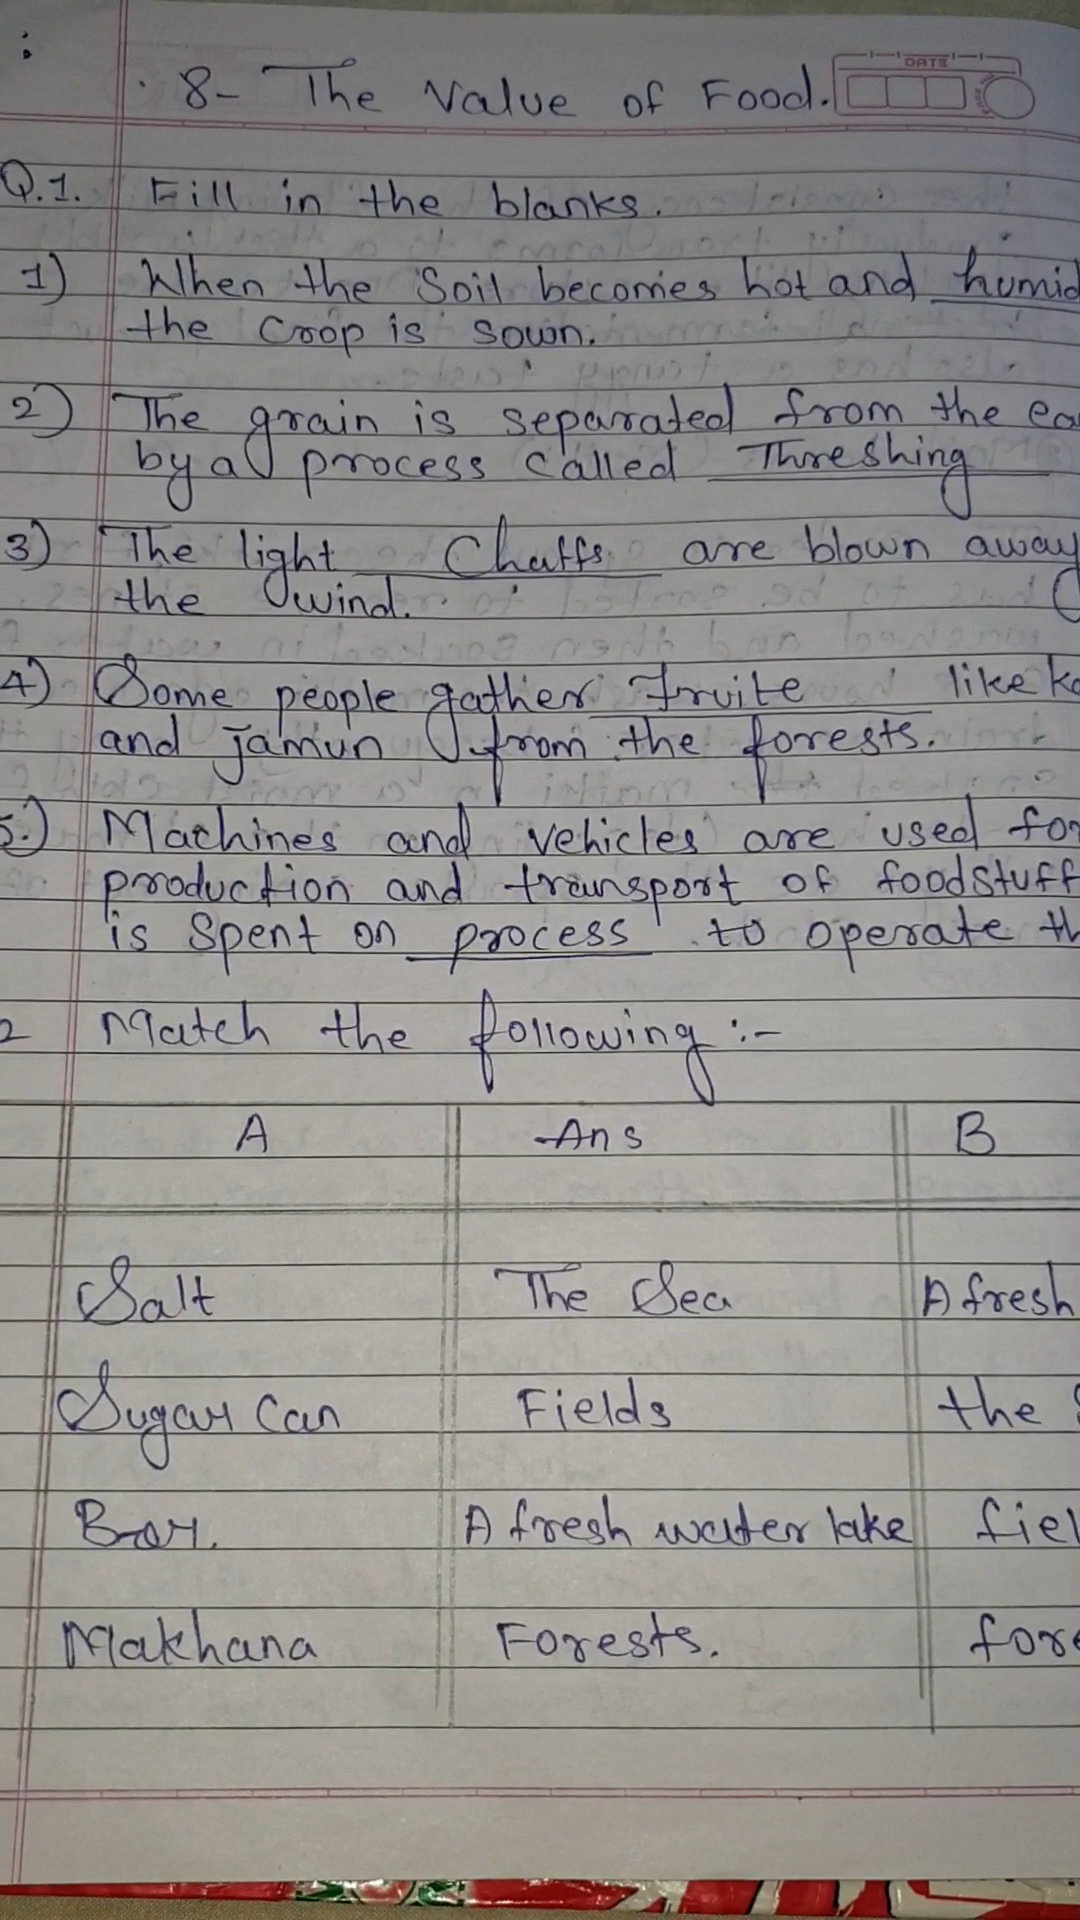 8- The Value of Food.
DATE
Q.1. Fill in the blanks.
1) When the Soil becomes hot and humid
the Crop is sown.
2) The grain is separated from the ea
by a process called Threshing
3) The light Chaffs are blown away
the wind.
4) Some people gather fruite like ka
and jamun from the forests.
5.) Machines and vehicles are used for
production and transport of foodstuff
is spent on process to operate th
2 Match the following :-
A Ans B
Salt The Sea A fresh
Sugar Can Fields the S
Bor. A fresh water lake fiel
Makhana Forests. fore